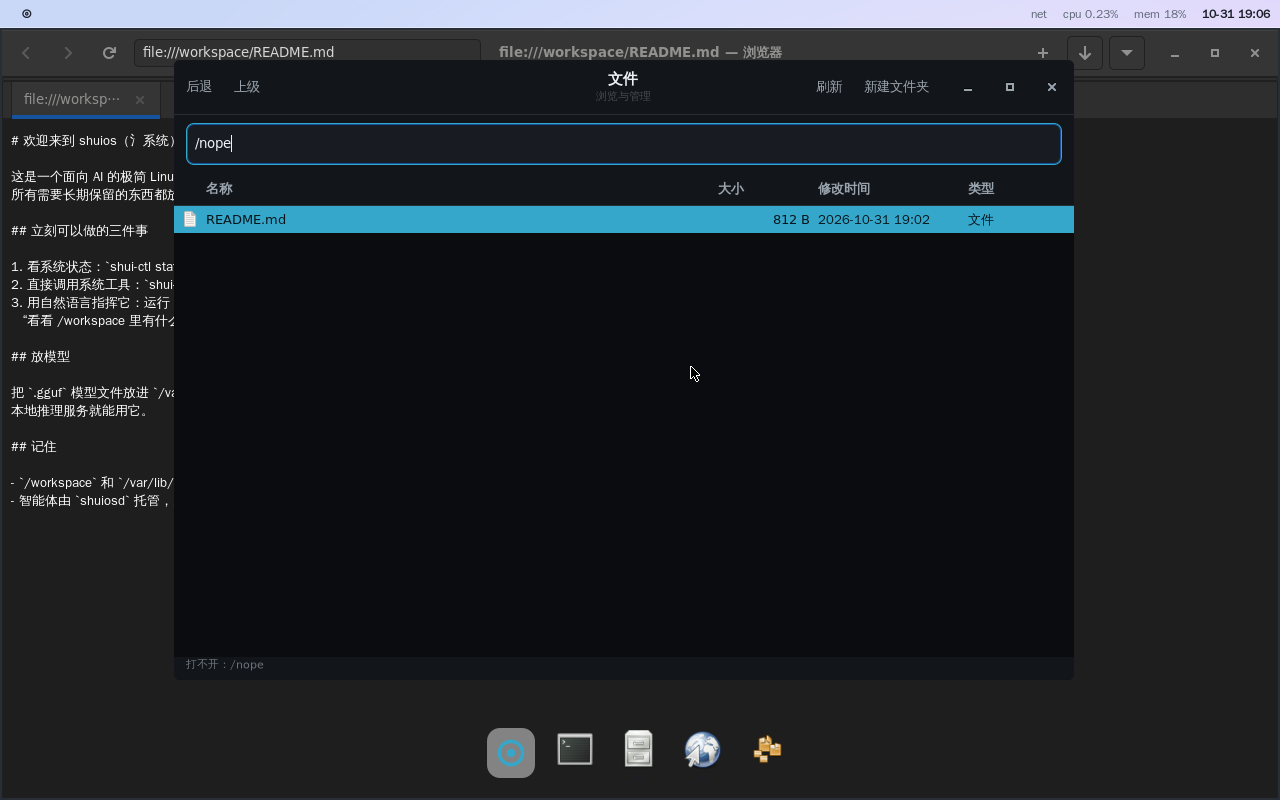 net cpu 0.23% mem 18% 10-31 19:06
file:///workspace/README.md
file:///workspace/README.md — 浏览器
file:///worksp···
后退 上级
文件
浏览与管理
刷新 新建文件夹
/nope
名称 大小 修改时间 类型
README.md 812 B 2026-10-31 19:02 文件
打不开：/nope
# 欢迎来到 shuios（氵系统）
这是一个面向 AI 的极简 Linu
所有需要长期保留的东西都放
## 立刻可以做的三件事
1. 看系统状态：`shui-ctl sta
2. 直接调用系统工具：`shui-
3. 用自然语言指挥它：运行
“看看 /workspace 里有什么
## 放模型
把 `.gguf` 模型文件放进 `/va
本地推理服务就能用它。
## 记住
- `/workspace` 和 `/var/lib/
- 智能体由 `shuiosd` 托管，